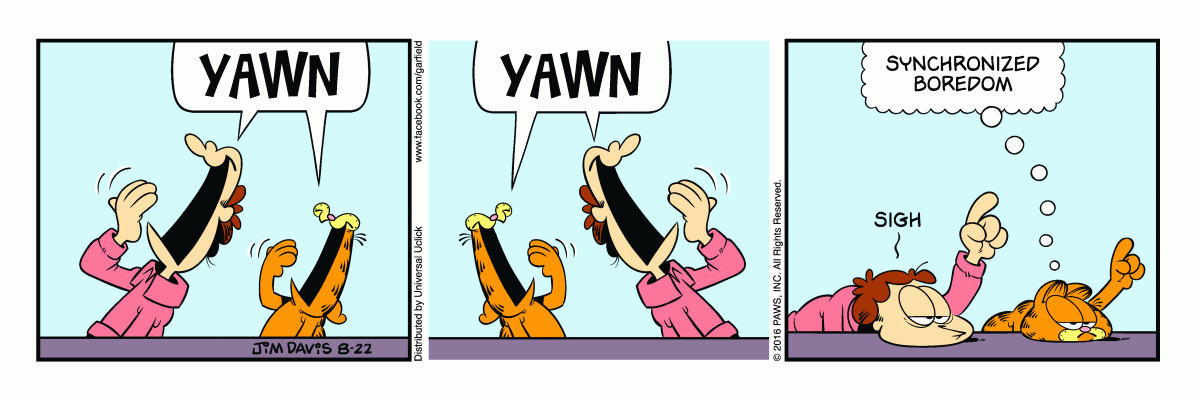 YAWN
JIM DAVIS 8-22
www.facebook.com/garfield
Distributed by Universal Uclick
YAWN
© 2016 PAWS, INC. All Rights Reserved.
SYNCHRONIZED
BOREDOM
SIGH